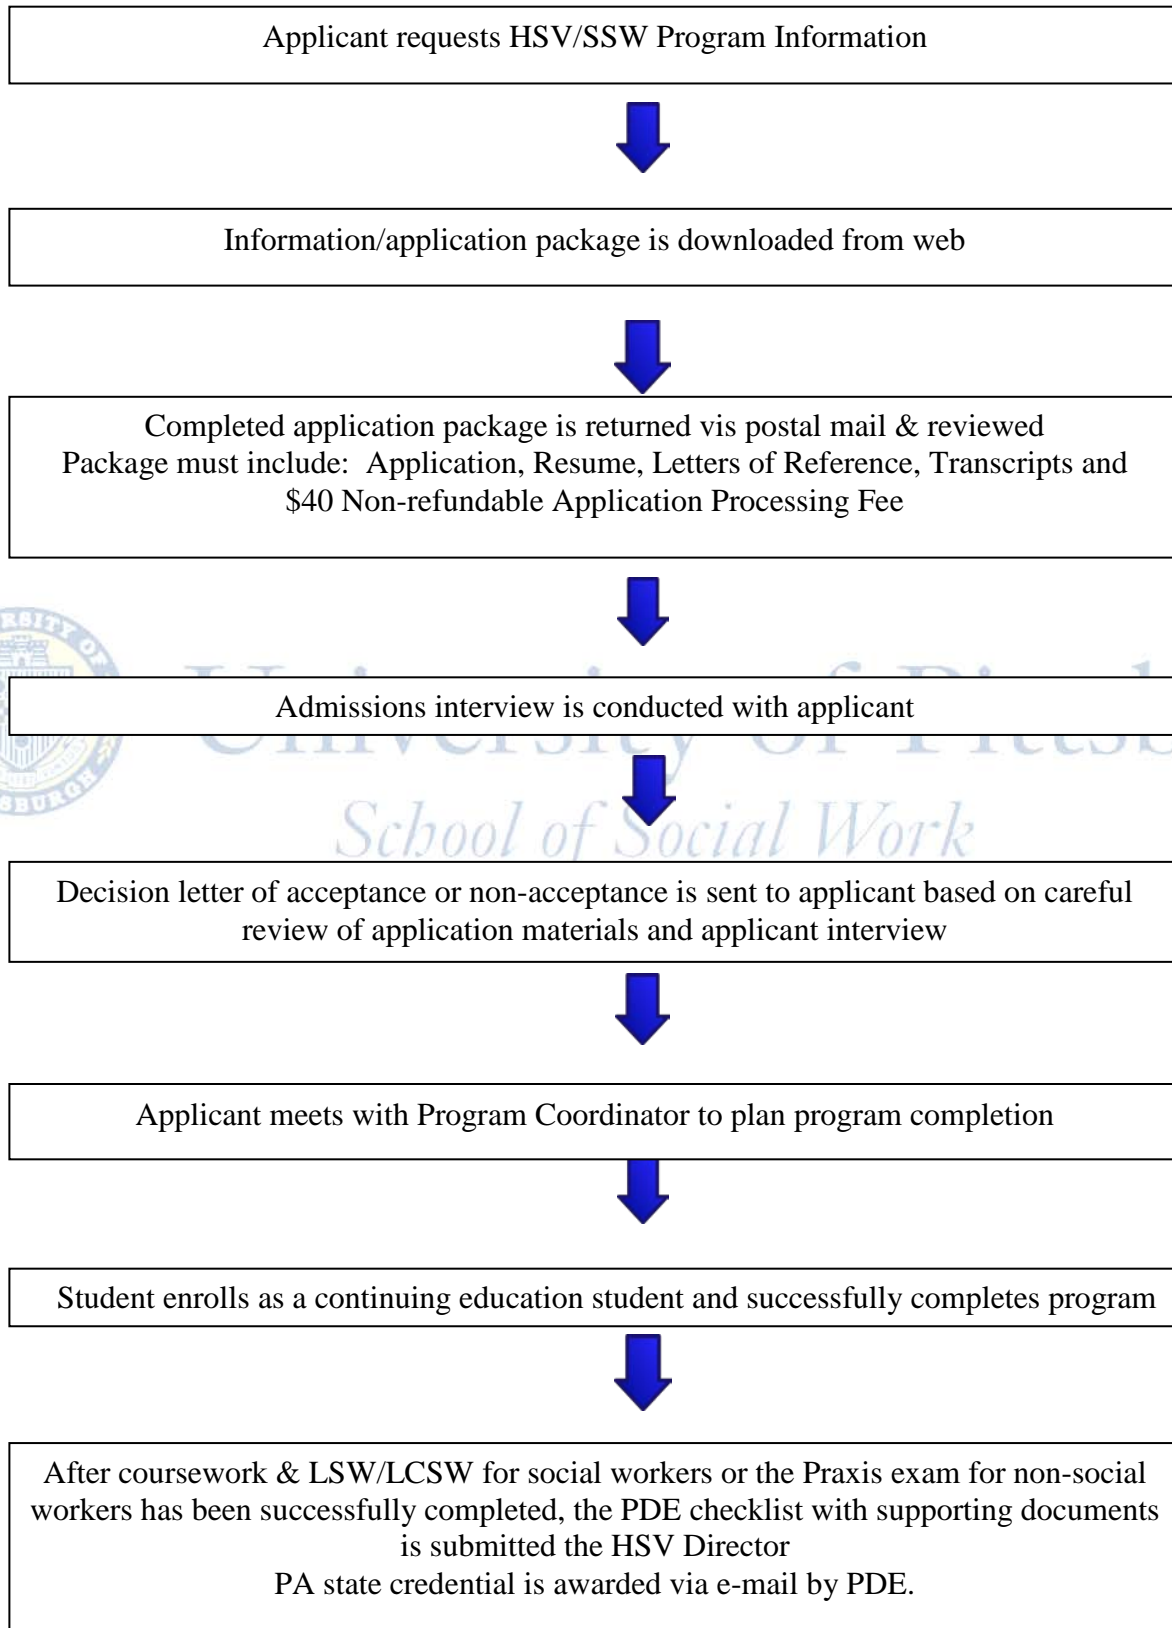 Applicant requests HSV/SSW Program Information
Information/application package is downloaded from web
Completed application package is returned vis postal mail & reviewed
Package must include:  Application, Resume, Letters of Reference, Transcripts and
$40 Non-refundable Application Processing Fee
University of
Admissions interview is conducted with applicant
School of Social Work
Decision letter of acceptance or non-acceptance is sent to applicant based on careful
review of application materials and applicant interview
Applicant meets with Program Coordinator to plan program completion
Student enrolls as a continuing education student and successfully completes program
After coursework & LSW/LCSW for social workers or the Praxis exam for non-social
workers has been successfully completed, the PDE checklist with supporting documents
is submitted the HSV Director
PA state credential is awarded via e-mail by PDE.